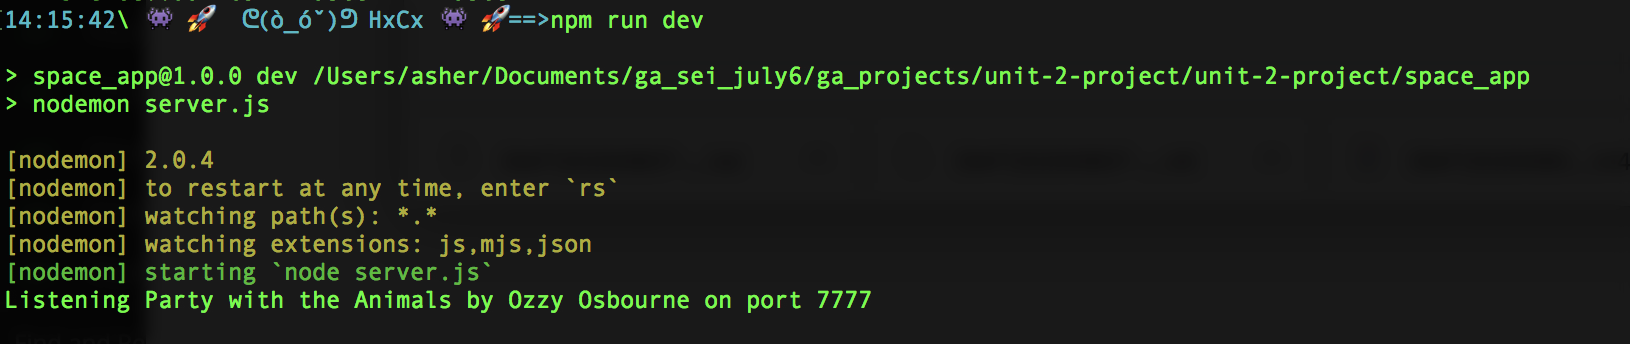 14:15:42\ 👾 🚀 ᕦ(ò_óˇ)ᕤ HxCx 👾 🚀==>npm run dev
> space_app@1.0.0 dev /Users/asher/Documents/ga_sei_july6/ga_projects/unit-2-project/unit-2-project/space_app
> nodemon server.js
[nodemon] 2.0.4
[nodemon] to restart at any time, enter `rs`
[nodemon] watching path(s): *.*
[nodemon] watching extensions: js,mjs,json
[nodemon] starting `node server.js`
Listening Party with the Animals by Ozzy Osbourne on port 7777